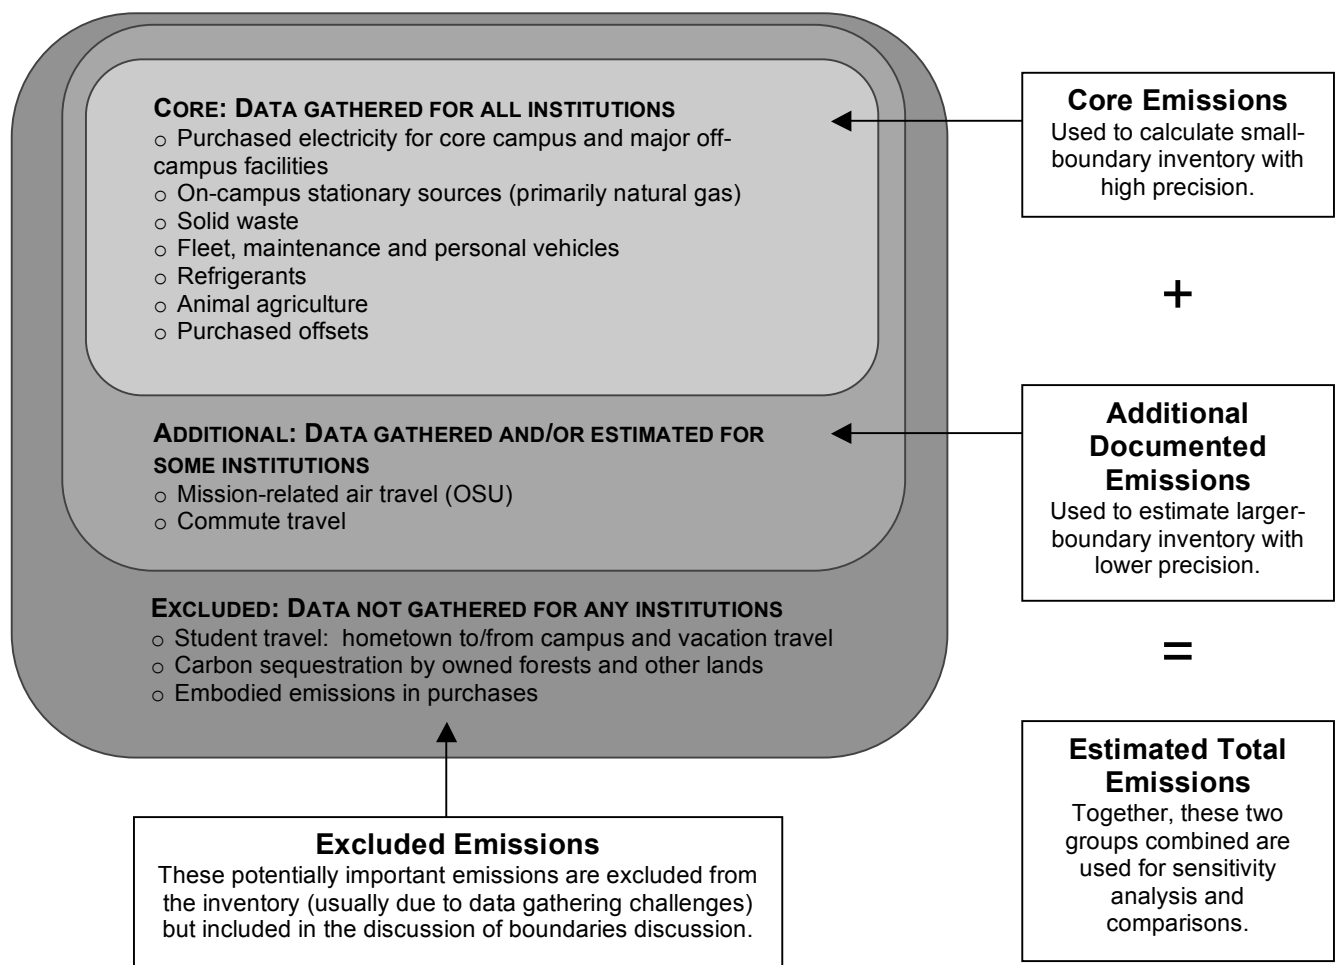 CORE: DATA GATHERED FOR ALL INSTITUTIONS
○ Purchased electricity for core campus and major off-
campus facilities
○ On-campus stationary sources (primarily natural gas)
○ Solid waste
○ Fleet, maintenance and personal vehicles
○ Refrigerants
○ Animal agriculture
○ Purchased offsets
ADDITIONAL: DATA GATHERED AND/OR ESTIMATED FOR
SOME INSTITUTIONS
○ Mission-related air travel (OSU)
○ Commute travel
EXCLUDED: DATA NOT GATHERED FOR ANY INSTITUTIONS
○ Student travel: hometown to/from campus and vacation travel
○ Carbon sequestration by owned forests and other lands
○ Embodied emissions in purchases
Excluded Emissions
These potentially important emissions are excluded from
the inventory (usually due to data gathering challenges)
but included in the discussion of boundaries discussion.
Core Emissions
Used to calculate small-
boundary inventory with
high precision.
+
Additional
Documented
Emissions
Used to estimate larger-
boundary inventory with
lower precision.
=
Estimated Total
Emissions
Together, these two
groups combined are
used for sensitivity
analysis and
comparisons.